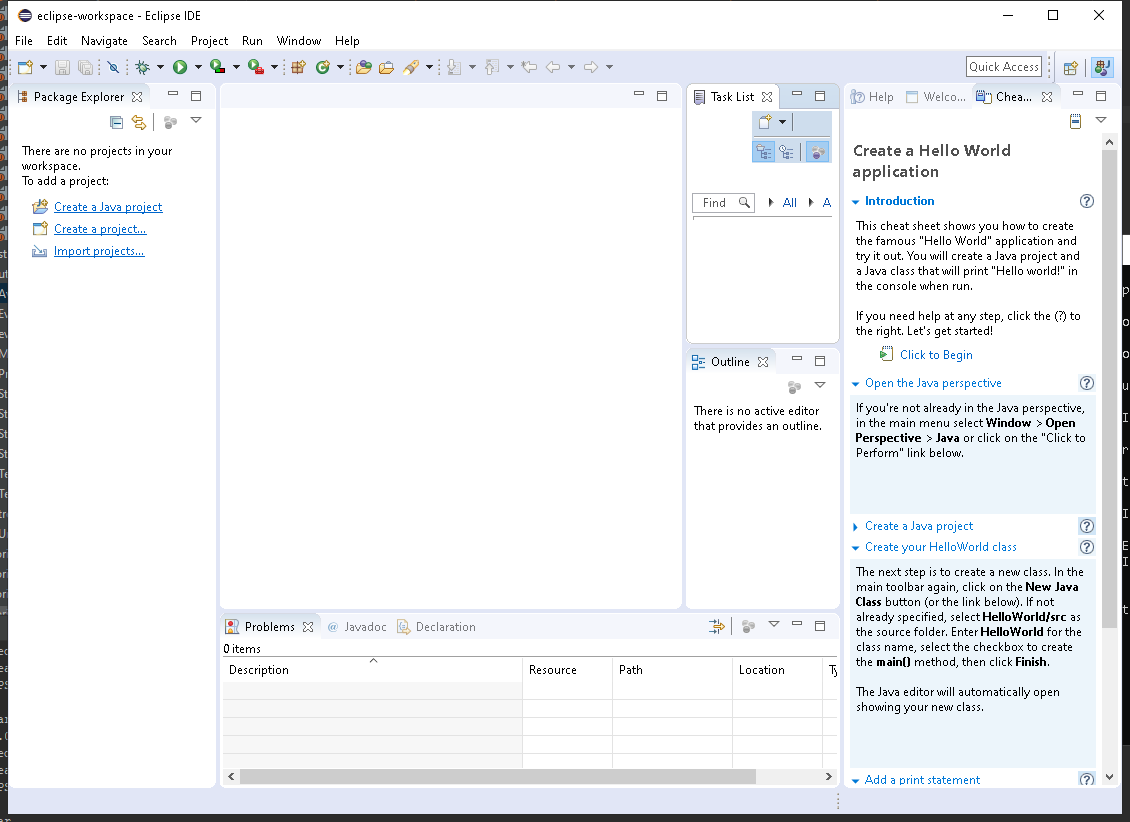 eclipse-workspace - Eclipse IDE
File Edit Navigate Search Project Run Window Help
Quick Access
Package Explorer
There are no projects in your
workspace.
To add a project:
Create a Java project
Create a project...
Import projects...
Task List
Find All A
Outline
There is no active editor
that provides an outline.
Help Welco... Chea...
Create a Hello World
application
Introduction
This cheat sheet shows you how to create
the famous "Hello World" application and
try it out. You will create a Java project and
a Java class that will print "Hello world!" in
the console when run.
If you need help at any step, click the (?) to
the right. Let's get started!
Click to Begin
Open the Java perspective
If you're not already in the Java perspective,
in the main menu select Window > Open
Perspective > Java or click on the "Click to
Perform" link below.
Create a Java project
Create your HelloWorld class
The next step is to create a new class. In the
main toolbar again, click on the New Java
Class button (or the link below). If not
already specified, select HelloWorld/src as
the source folder. Enter HelloWorld for the
class name, select the checkbox to create
the main() method, then click Finish.
The Java editor will automatically open
showing your new class.
Add a print statement
Problems @ Javadoc Declaration
0 items
Description Resource Path Location Ty